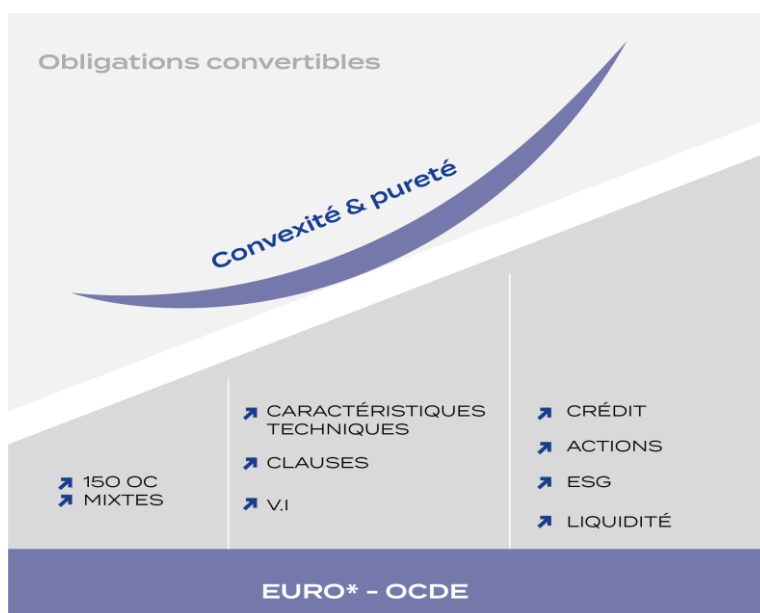 Obligations convertibles
Convexité & pureté
150 OC
MIXTES
CARACTÉRISTIQUES
TECHNIQUES
CLAUSES
V.I
CRÉDIT
ACTIONS
ESG
LIQUIDITÉ
EURO* - OCDE